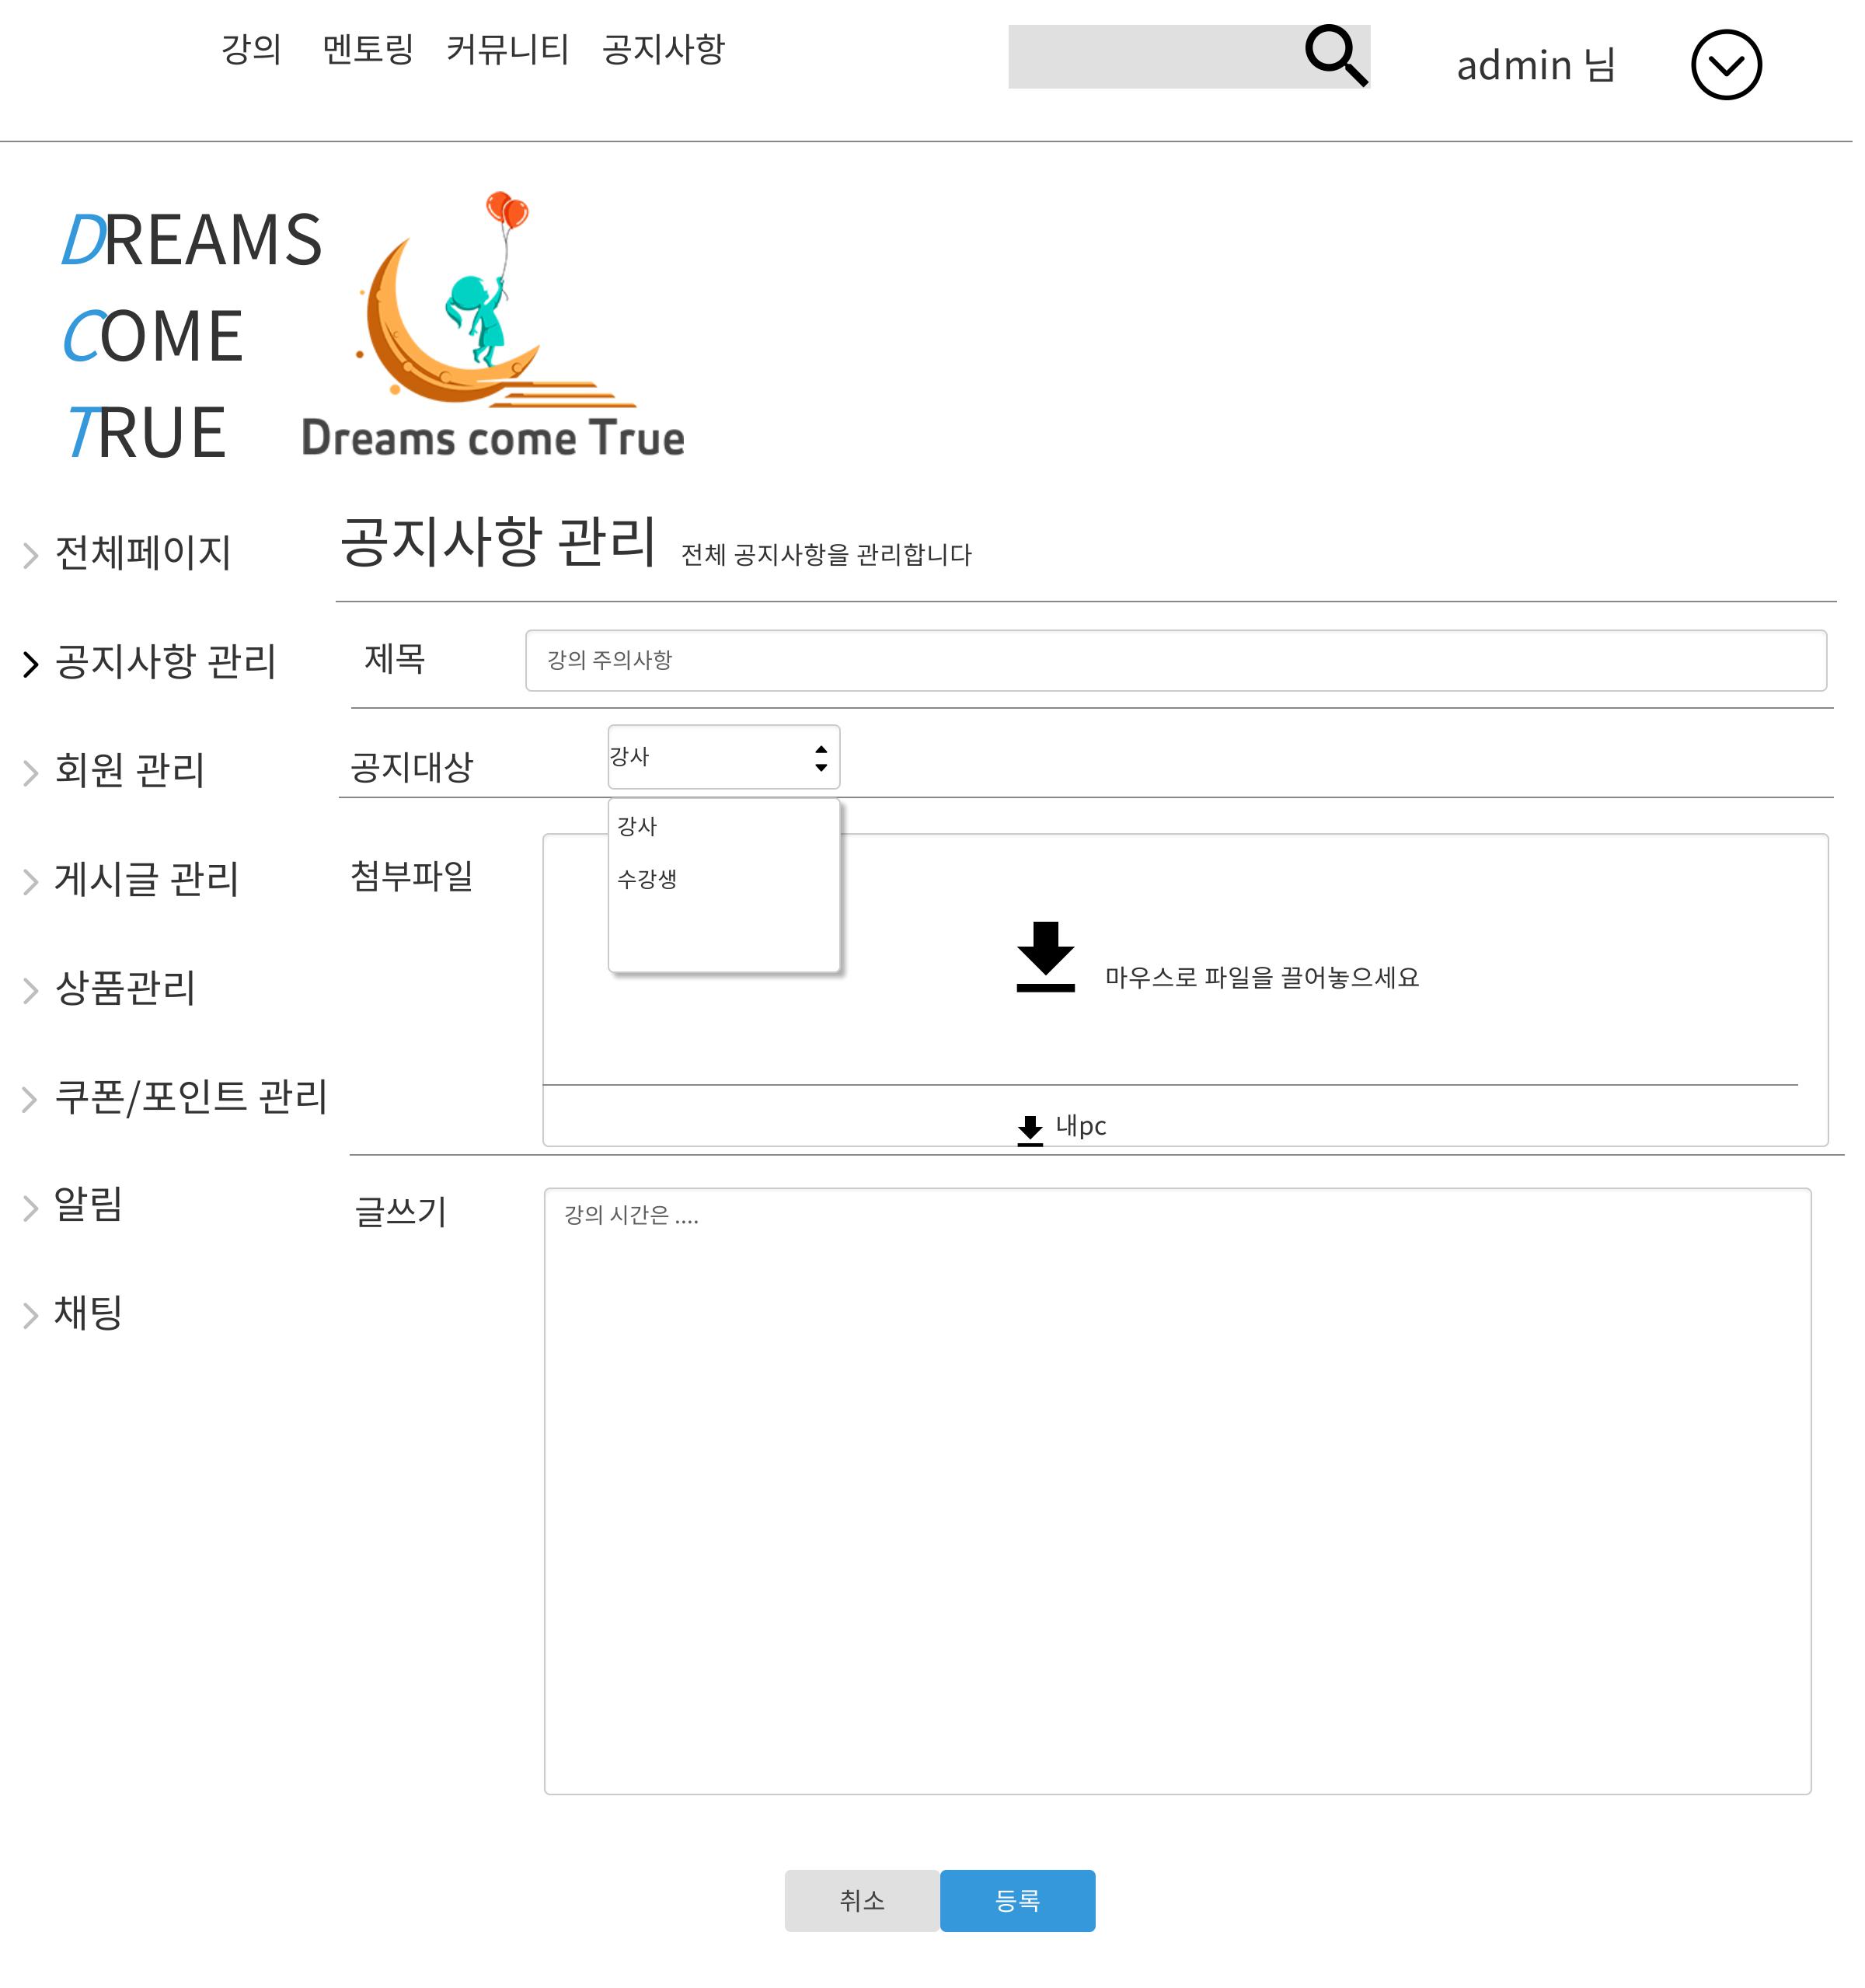 강의 멘토링 커뮤니티 공지사항
admin 님
DREAMS
COME
TRUE
Dreams come True
전체페이지
공지사항 관리
회원 관리
게시글 관리
상품관리
쿠폰/포인트 관리
알림
채팅
공지사항 관리 전체 공지사항을 관리합니다
제목 강의 주의사항
공지대상 강사
강사
수강생
첨부파일
마우스로 파일을 끌어놓으세요
내pc
글쓰기 강의 시간은 ....
취소 등록